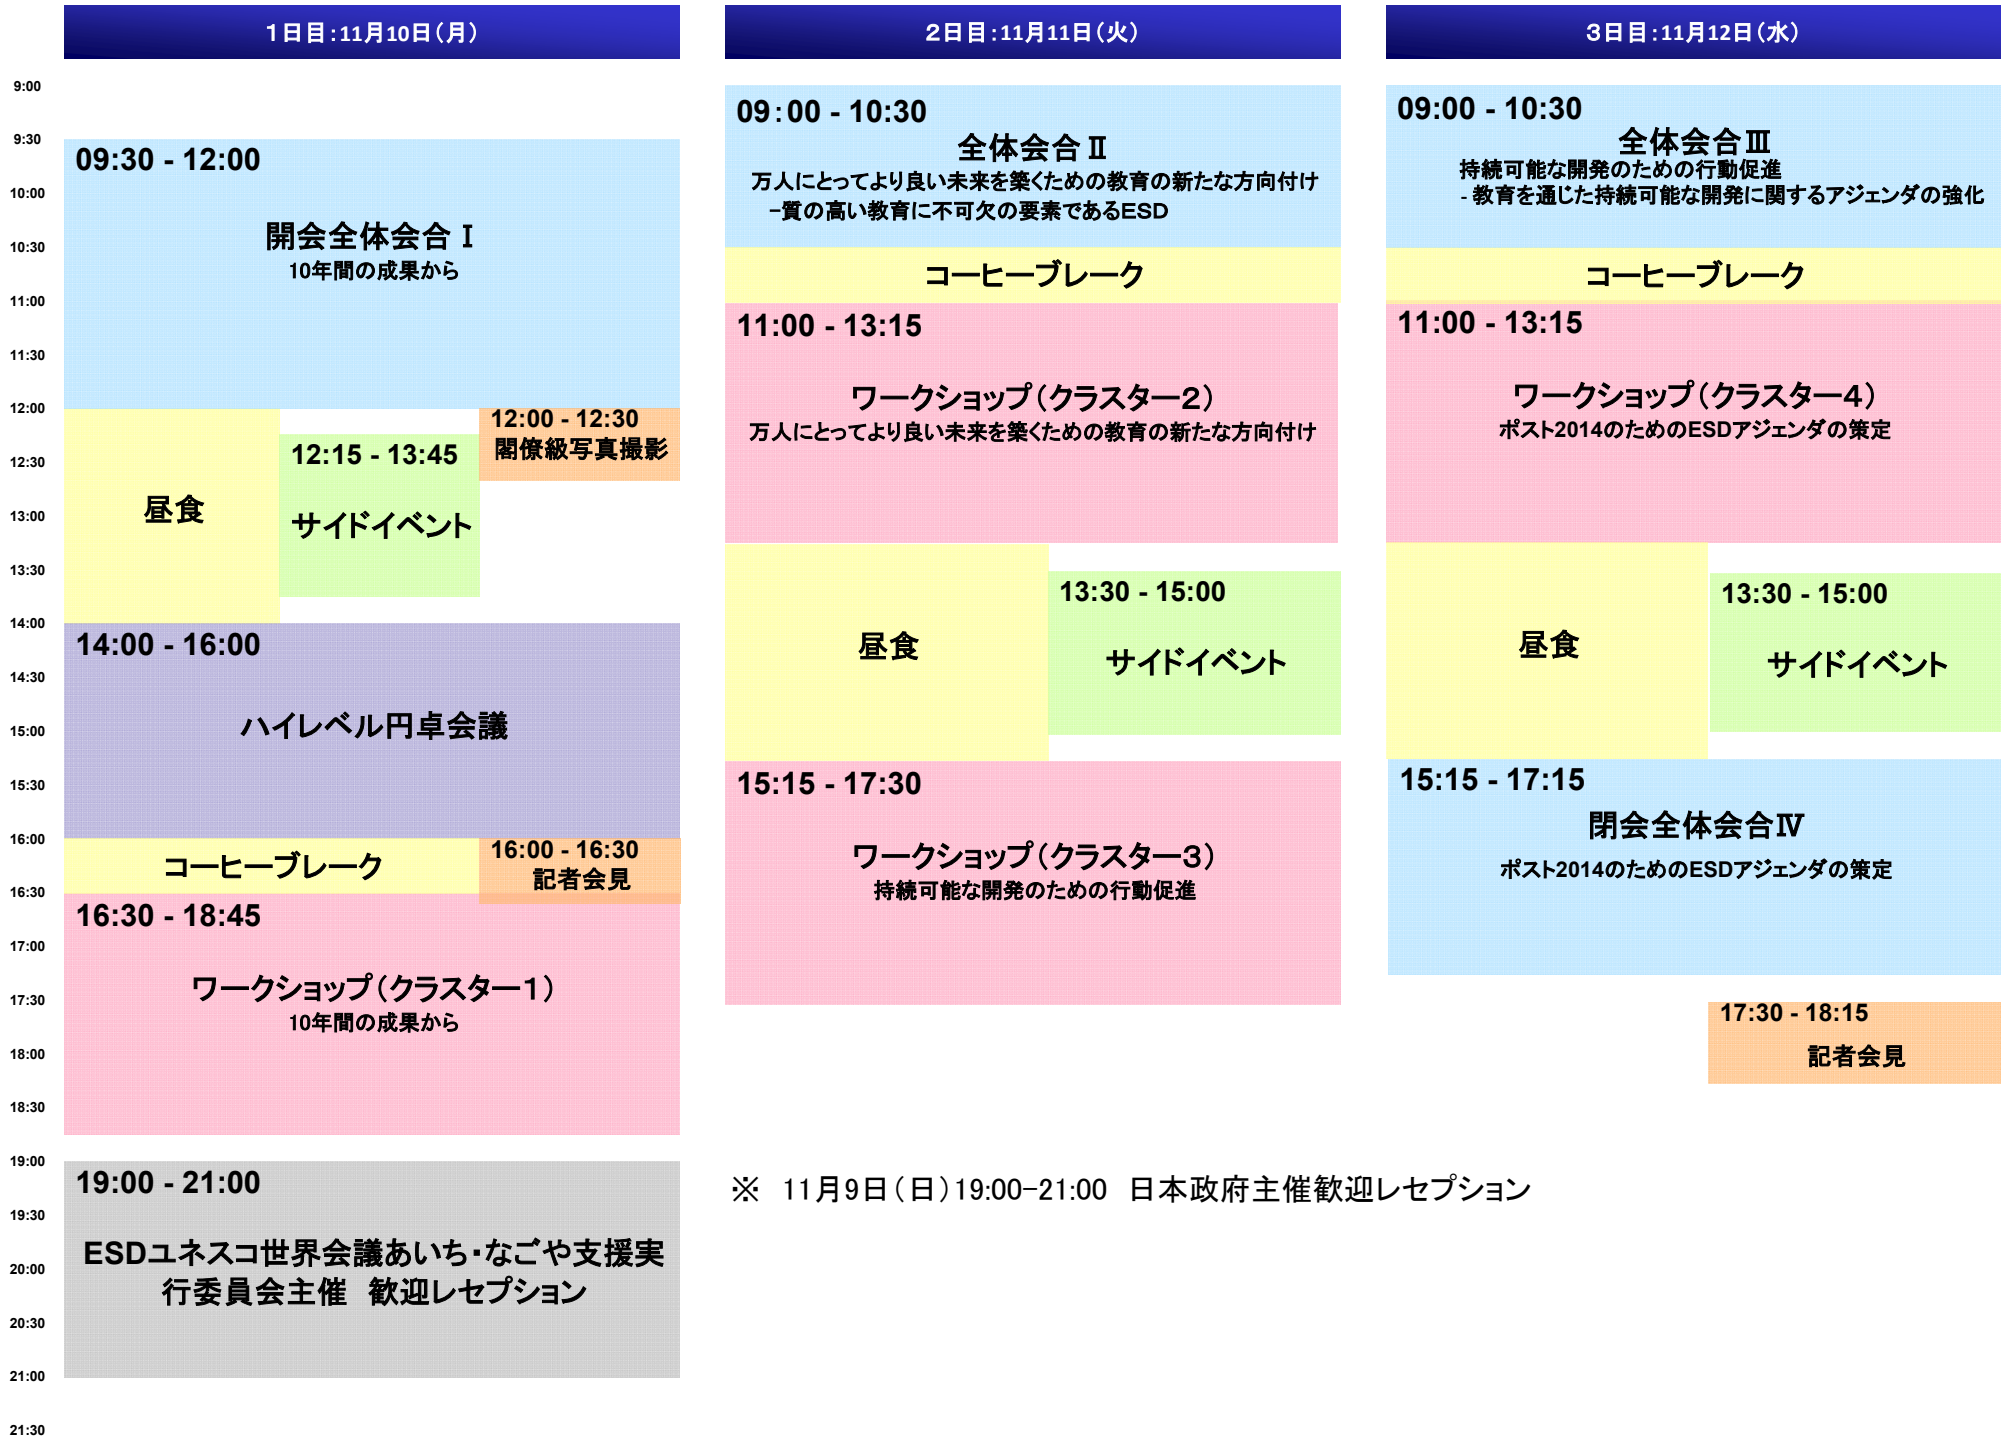 1日目：11月10日（月）
2日目：11月11日（火）
3日目：11月12日（水）
9:00
9:30
10:00
10:30
11:00
11:30
12:00
12:30
13:00
13:30
14:00
14:30
15:00
15:30
16:00
16:30
17:00
17:30
18:00
18:30
19:00
19:30
20:00
20:30
21:00
21:30
09:30 - 12:00
開会全体会合 Ⅰ
10年間の成果から
昼食
12:15 - 13:45
サイドイベント
12:00 - 12:30
閣僚級写真撮影
14:00 - 16:00
ハイレベル円卓会議
コーヒーブレーク
16:00 - 16:30
記者会見
16:30 - 18:45
ワークショップ（クラスター1）
10年間の成果から
19:00 - 21:00
ESDユネスコ世界会議あいち・なごや支援実
行委員会主催　歓迎レセプション
09：00 - 10:30
全体会合Ⅱ
万人にとってより良い未来を築くための教育の新たな方向付け
−質の高い教育に不可欠の要素であるESD
コーヒーブレーク
11:00 - 13:15
ワークショップ（クラスター2）
万人にとってより良い未来を築くための教育の新たな方向付け
昼食
13:30 - 15:00
サイドイベント
15:15 - 17:30
ワークショップ（クラスター3）
持続可能な開発のための行動促進
09:00 - 10:30
全体会合Ⅲ
持続可能な開発のための行動促進
- 教育を通じた持続可能な開発に関するアジェンダの強化
コーヒーブレーク
11:00 - 13:15
ワークショップ（クラスター4）
ポスト2014のためのESDアジェンダの策定
昼食
13:30 - 15:00
サイドイベント
15:15 - 17:15
閉会全体会合Ⅳ
ポスト2014のためのESDアジェンダの策定
17:30 - 18:15
記者会見
※　11月9日（日）19:00−21:00　日本政府主催歓迎レセプション